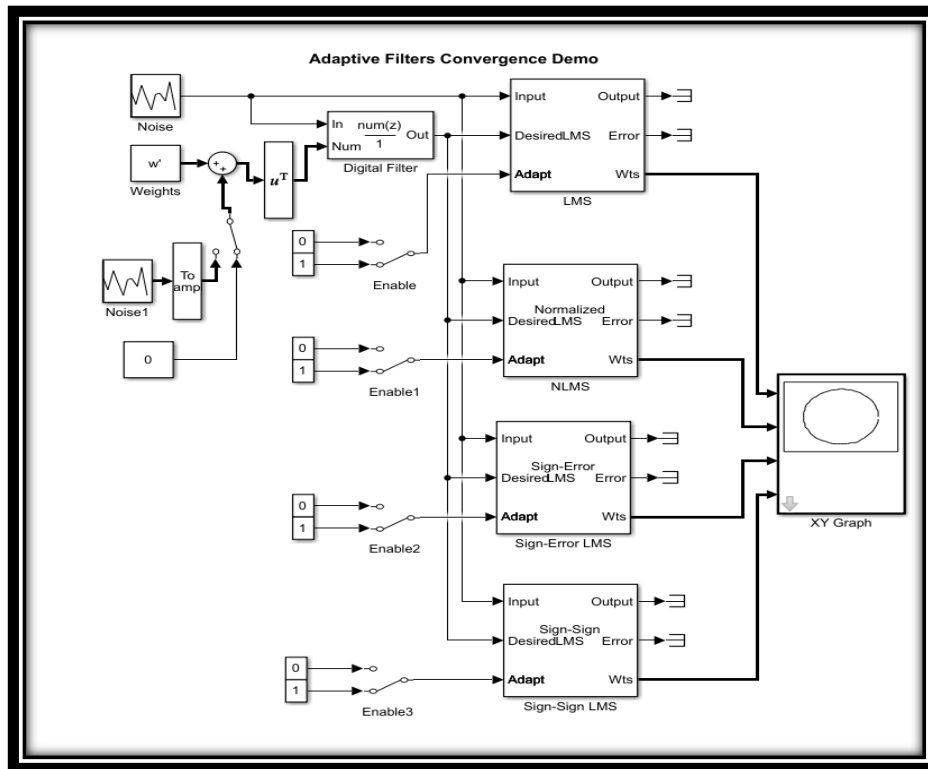 Adaptive Filters Convergence Demo
Noise
w'
Weights
+
+
u^T
In
Num
num(z)
1
Out
Digital Filter
Input
DesiredLMS
Adapt
Output
Error
Wts
LMS
0
1
Enable
Noise1
To
amp
0
Input
Normalized
DesiredLMS
Adapt
Output
Error
Wts
NLMS
0
1
Enable1
Input
Sign-Error
DesiredLMS
Adapt
Output
Error
Wts
Sign-Error LMS
0
1
Enable2
XY Graph
Input
Sign-Sign
DesiredLMS
Adapt
Output
Error
Wts
Sign-Sign LMS
0
1
Enable3